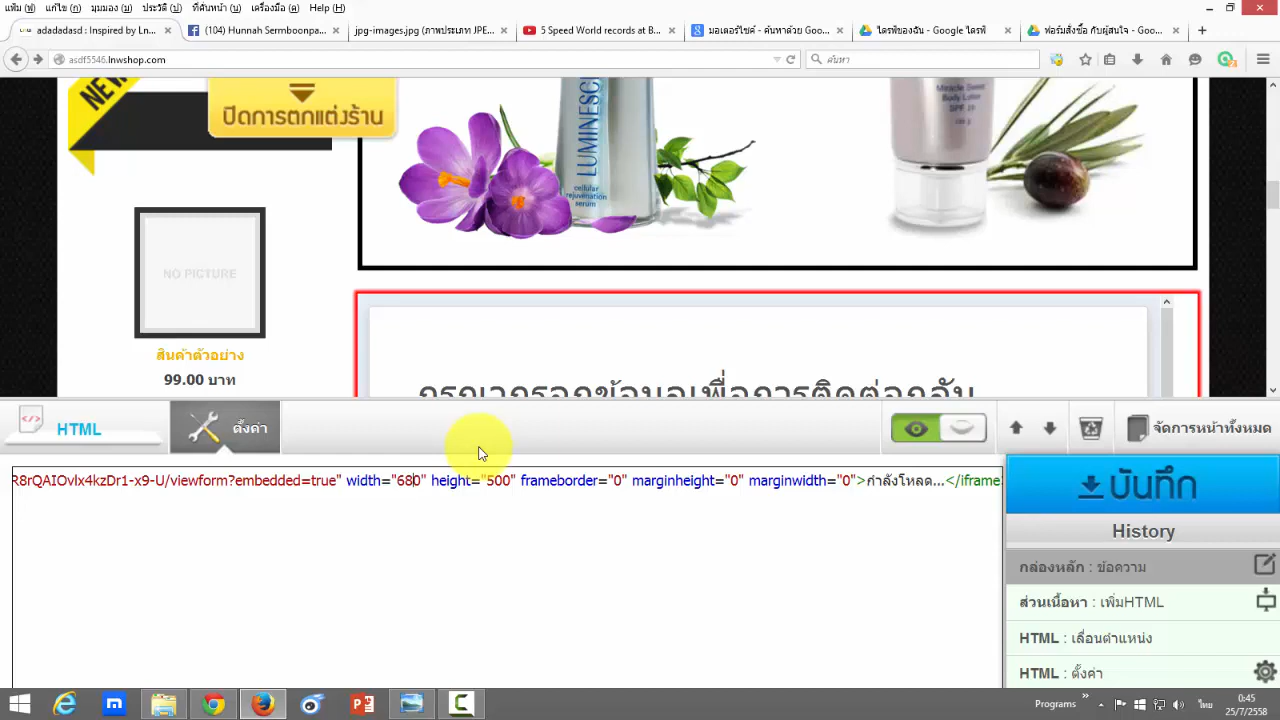 แฟ้ม (ฟ) แก้ไข (ก) มุมมอง (ม) ประวัติ (ป) ที่คั่นหน้า (ค) เครื่องมือ (อ) Help (H)
adadadasd : Inspired by Ln...
(104) Hunnah Sermboonpa...
jpg-images.jpg (ภาพประเภท JPE...
5 Speed World records at B...
มอเตอร์ไซค์ - ค้นหาด้วย Goo...
ไดรฟ์ของฉัน - Google ไดรฟ์
ฟอร์มสั่งซื้อ กับผู้สนใจ - Goo...
asdf5546.lnwshop.com
ค้นหา
NEW
ปิดการตกแต่งร้าน
LUMINESC
cellular
rejuvenation
serum
Miracle Sweet
Body Lotion
SPF 20
NO PICTURE
สินค้าตัวอย่าง
99.00 บาท
กรุณากรอกข้อมูลเพื่อการติดต่อกลับ
HTML
ตั้งค่า
จัดการหน้าทั้งหมด
R8rQAIOvlx4kzDr1-x9-U/viewform?embedded=true" width="680" height="500" frameborder="0" marginheight="0" marginwidth="0">กำลังโหลด...</iframe
บันทึก
History
กล่องหลัก : ข้อความ
ส่วนเนื้อหา : เพิ่มHTML
HTML : เลื่อนตำแหน่ง
HTML : ตั้งค่า
Programs
ไทย
0:45
25/7/2558